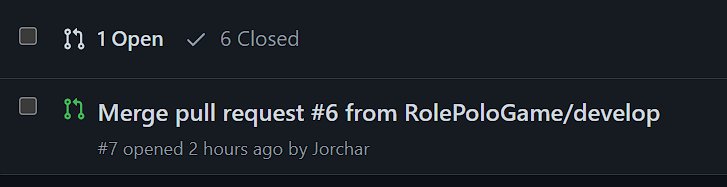 1 Open 6 Closed
Merge pull request #6 from RolePoloGame/develop
#7 opened 2 hours ago by Jorchar